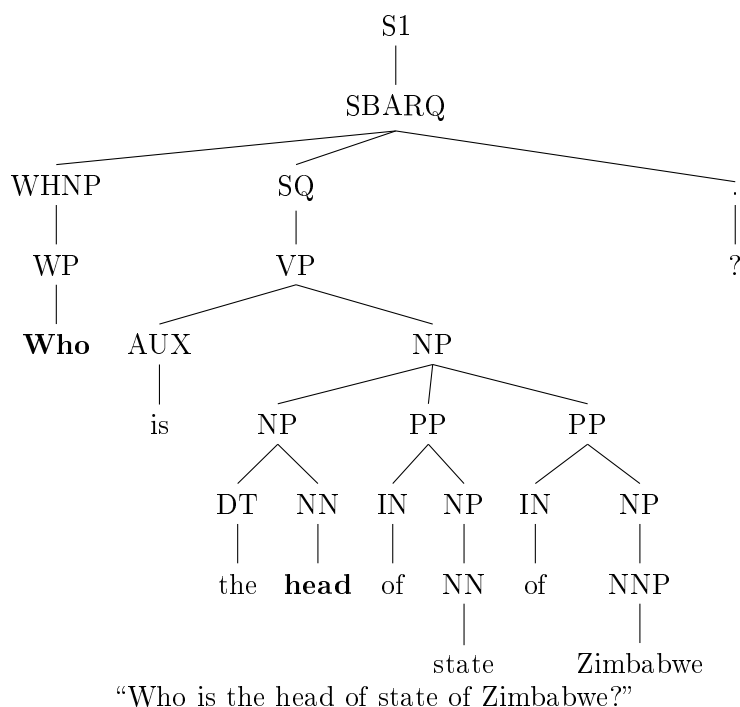 S1
SBARQ
WHNP SQ .
WP VP ?
Who AUX NP
is NP PP PP
DT NN IN NP IN NP
the head of NN of NNP
state Zimbabwe
“Who is the head of state of Zimbabwe?”